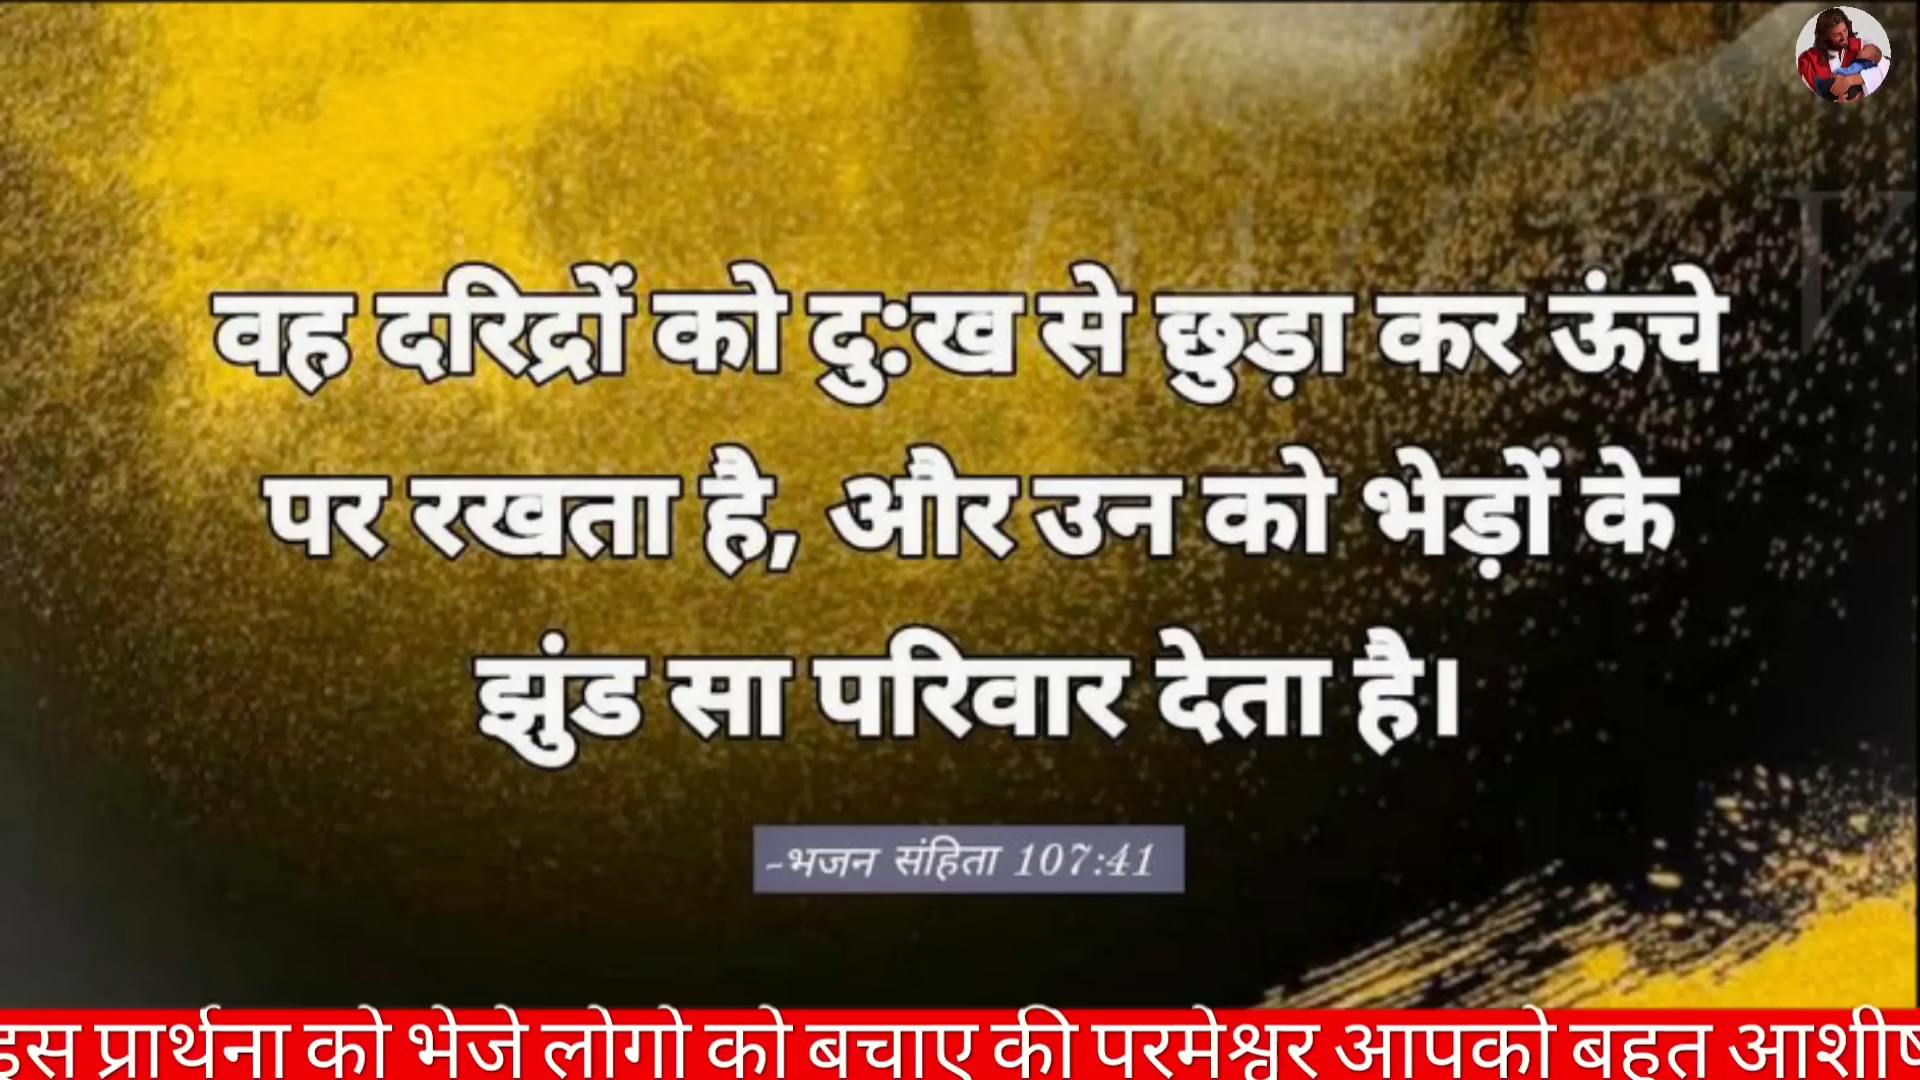 वह दरिद्रों को दु:ख से छुड़ा कर ऊंचे
पर रखता है, और उन को भेड़ों के
झुंड सा परिवार देता है।
-भजन संहिता 107:41
इस प्रार्थना को भेजे लोगो को बचाए की परमेश्वर आपको बहुत आशीष